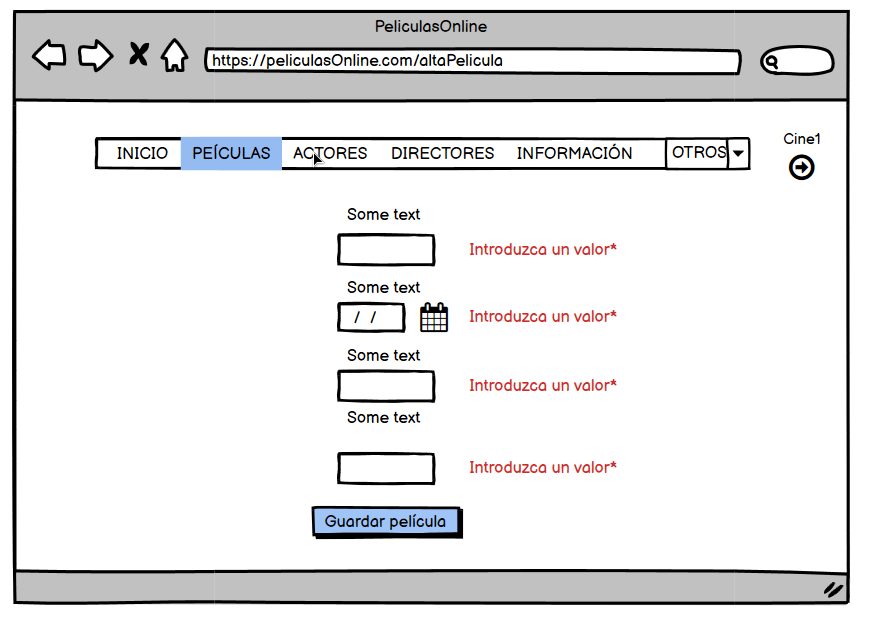 PeliculasOnline
https://peliculasOnline.com/altaPelicula
Cine1
INICIO PEÍCULAS ACTORES DIRECTORES INFORMACIÓN OTROS
Some text
Introduzca un valor*
Some text
/ / Introduzca un valor*
Some text
Introduzca un valor*
Some text
Introduzca un valor*
Guardar película